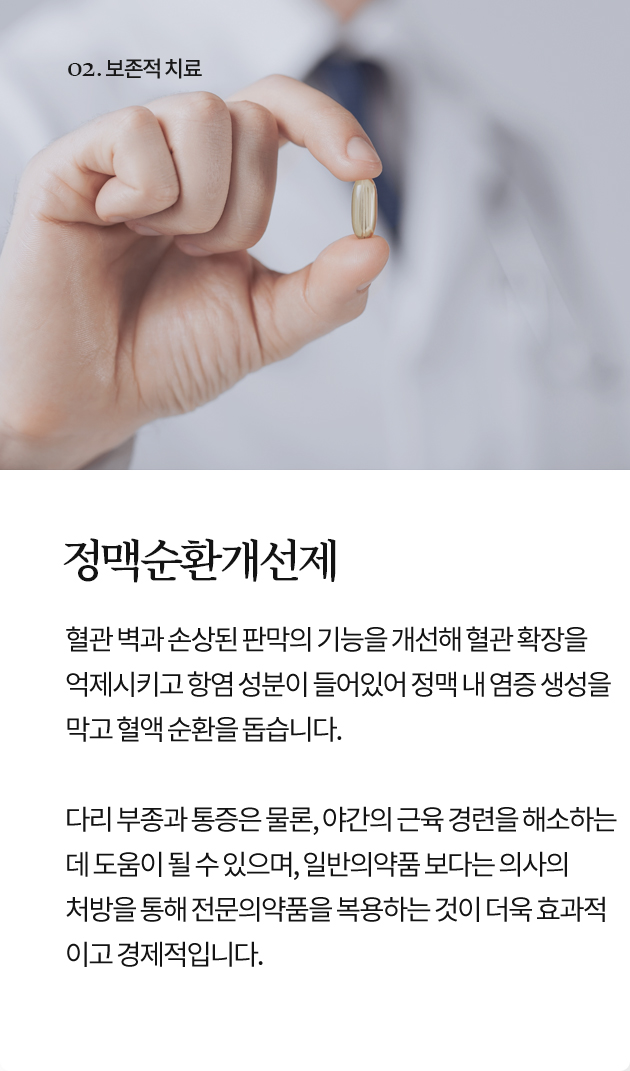 02. 보존적 치료
정맥순환개선제
혈관 벽과 손상된 판막의 기능을 개선해 혈관 확장을
억제시키고 항염 성분이 들어있어 정맥 내 염증 생성을
막고 혈액 순환을 돕습니다.
다리 부종과 통증은 물론, 야간의 근육 경련을 해소하는
데 도움이 될 수 있으며, 일반의약품 보다는 의사의
처방을 통해 전문의약품을 복용하는 것이 더욱 효과적
이고 경제적입니다.